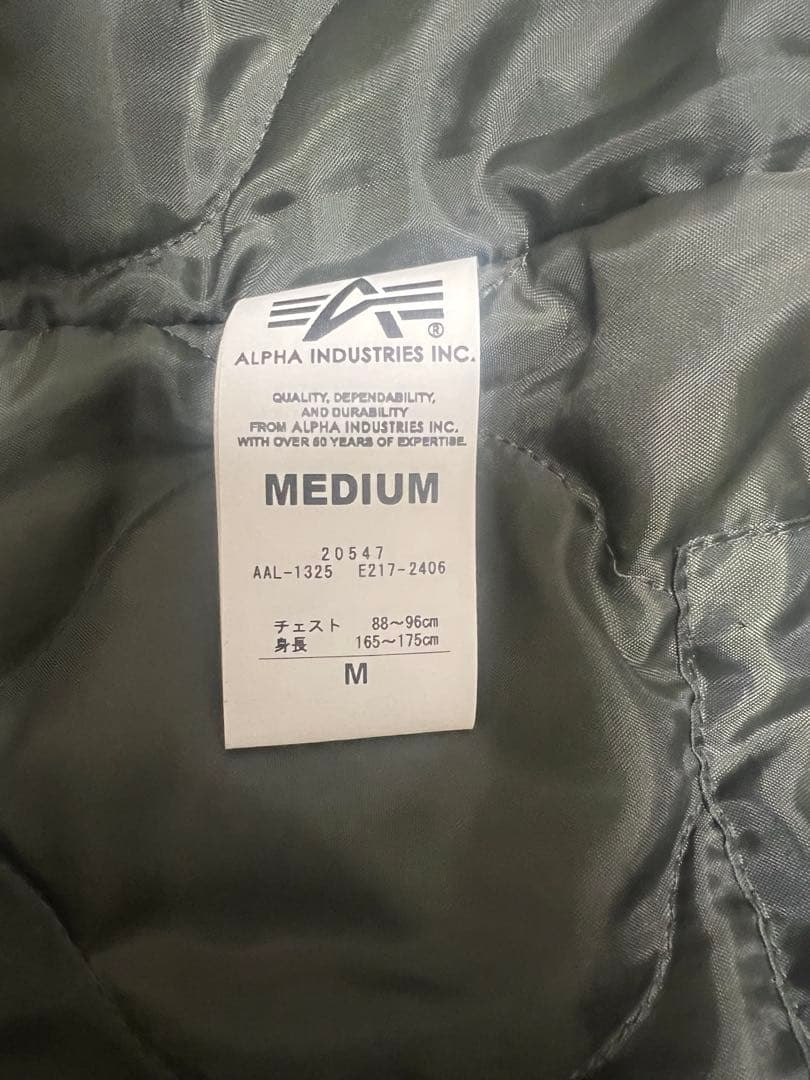 ®
ALPHA INDUSTRIES INC.
QUALITY, DEPENDABILITY,
AND DURABILITY
FROM ALPHA INDUSTRIES INC.
WITH OVER 60 YEARS OF EXPERTISE.
MEDIUM
20547
AAL-1325 E217-2406
チェスト 88～96cm
身長 165～175cm
M